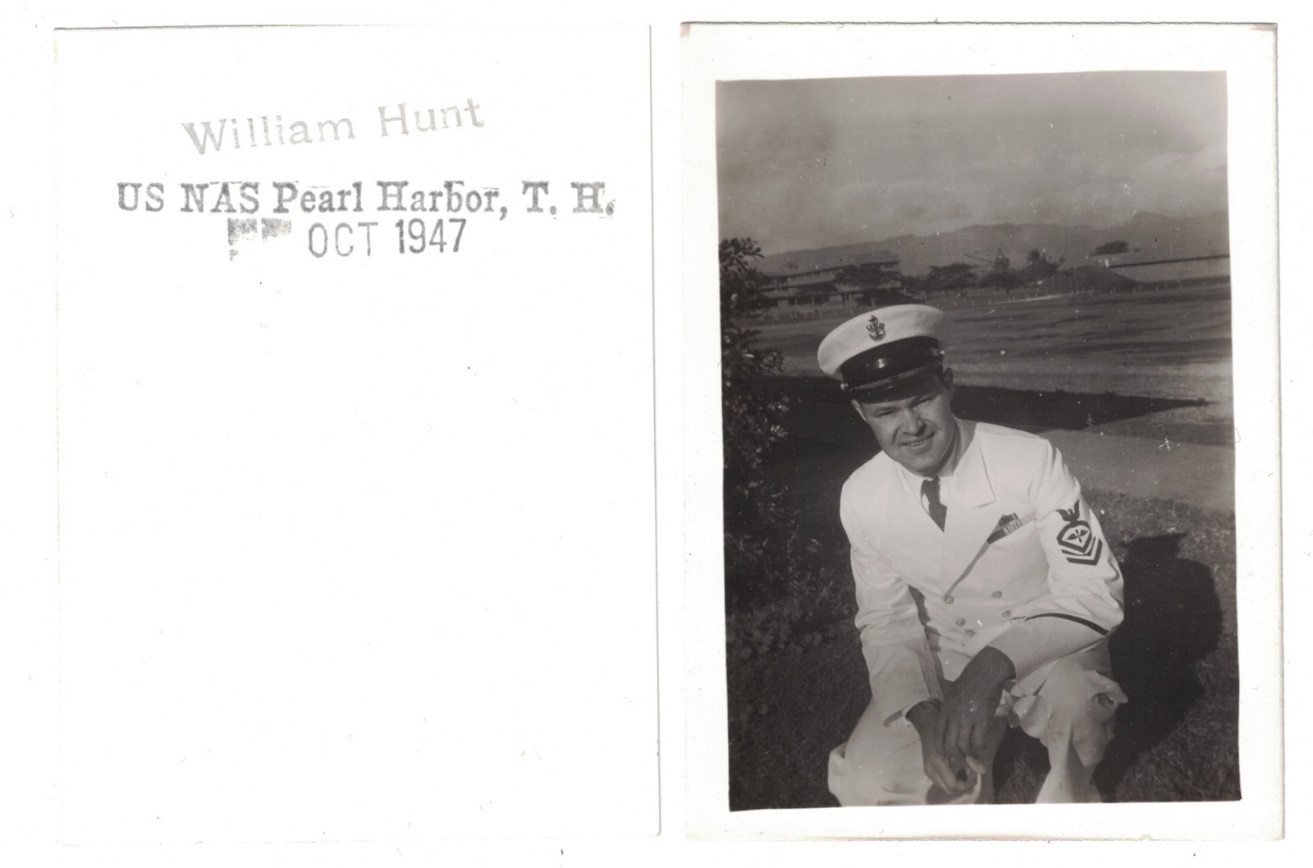 William Hunt
US NAS Pearl Harbor, T. H.
OCT 1947